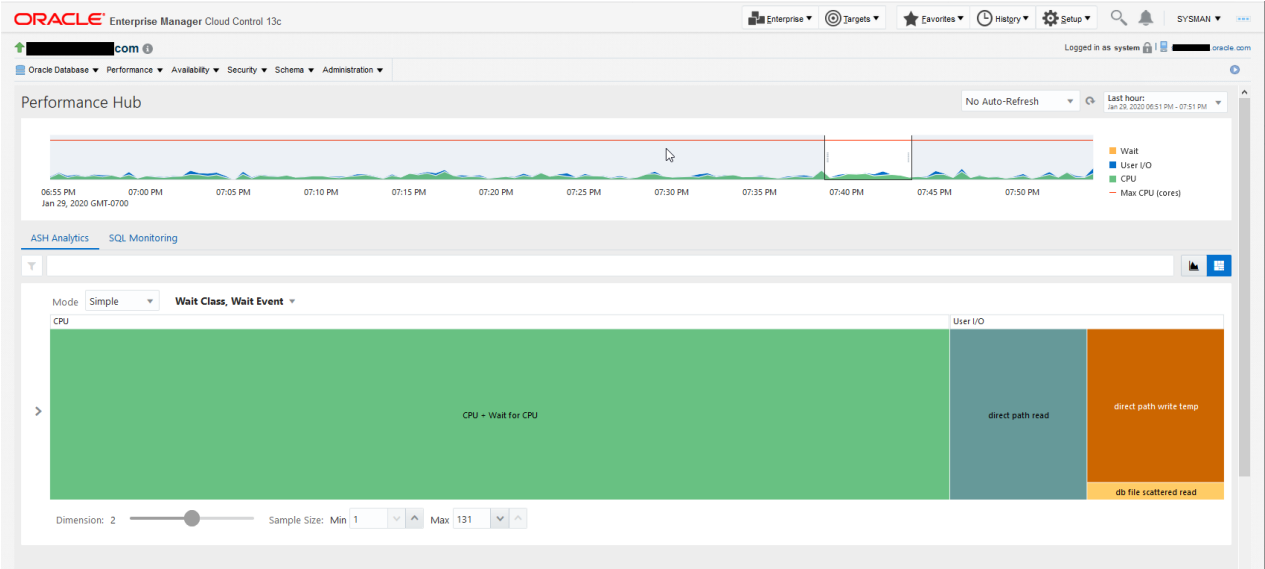 ORACLE® Enterprise Manager Cloud Control 13c
Enterprise Targets Favorites History Setup SYSMAN
com
Logged in as system oracle.com
Oracle Database Performance Availability Security Schema Administration
Performance Hub
No Auto-Refresh
Last hour:
Jan 29, 2020 06:51 PM - 07:51 PM
Wait
User I/O
CPU
Max CPU (cores)
06:55 PM 07:00 PM 07:05 PM 07:10 PM 07:15 PM 07:20 PM 07:25 PM 07:30 PM 07:35 PM 07:40 PM 07:45 PM 07:50 PM
Jan 29, 2020 GMT-0700
ASH Analytics SQL Monitoring
Mode Simple Wait Class, Wait Event
CPU User I/O
CPU + Wait for CPU
direct path read
direct path write temp
db file scattered read
Dimension: 2 Sample Size: Min 1 Max 131